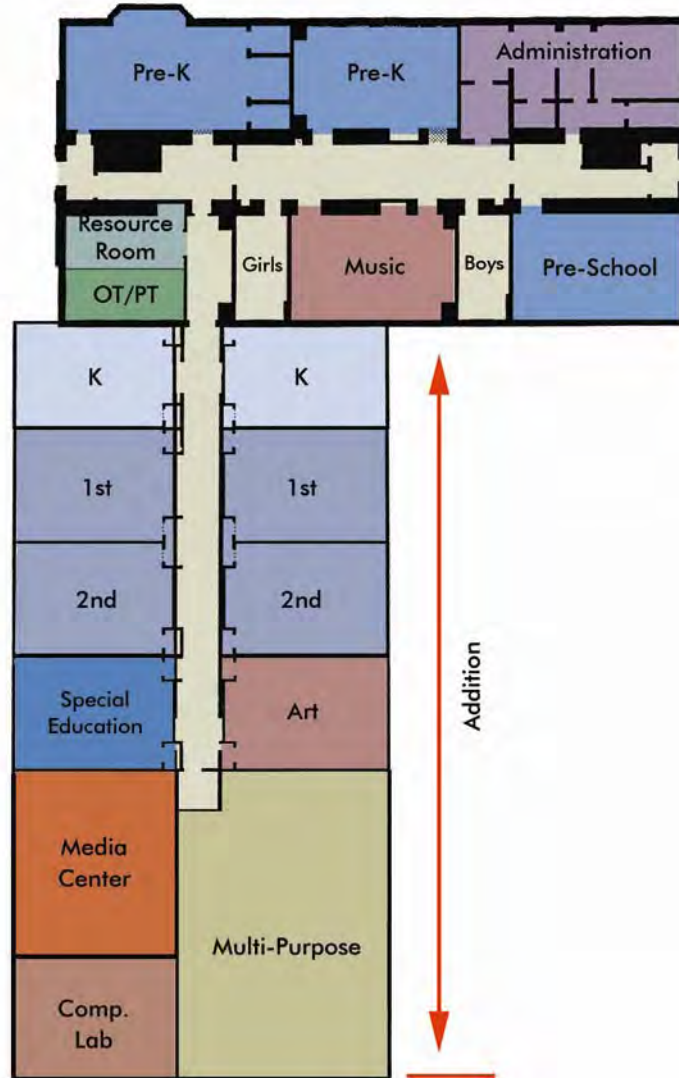 Pre-K
Pre-K
Administration
Resource
Room
OT/PT
Girls
Music
Boys
Pre-School
K
K
1st
1st
2nd
2nd
Special
Education
Art
Addition
Media
Center
Multi-Purpose
Comp.
Lab